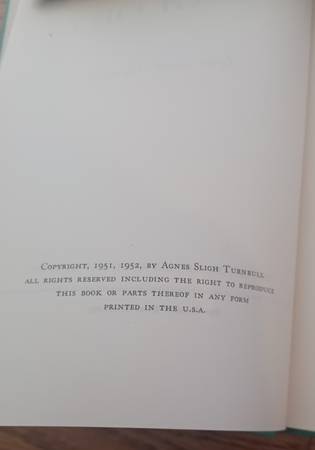 Copyright, 1951, 1952, by Agnes Sligh Turnbull
all rights reserved including the right to reproduce
this book or parts thereof in any form
printed in the u.s.a.